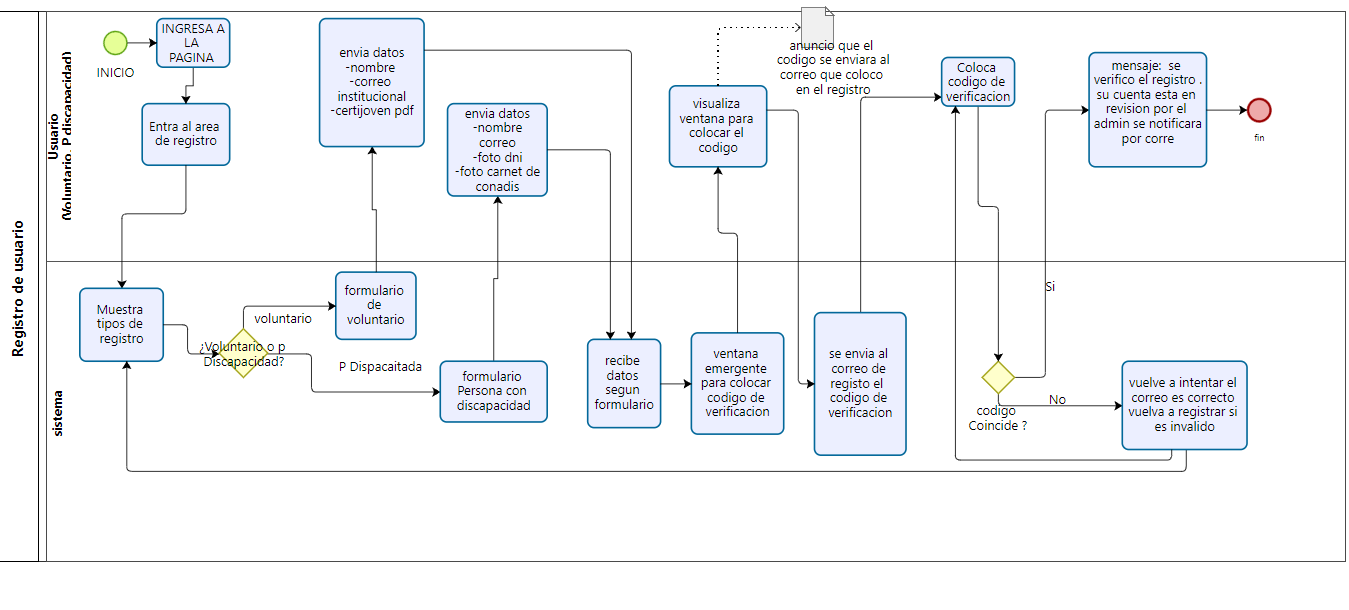 Registro de usuario
Usuario
(Voluntario, P.discapacidad)
INICIO
INGRESA A
LA
PAGINA
Entra al area
de registro
envia datos
-nombre
-correo
institucional
-certijoven pdf
envia datos
-nombre
correo
-foto dni
-foto carnet de
conadis
visualiza
ventana para
colocar el
codigo
anuncio que el
codigo se enviara al
correo que coloco
en el registro
Coloca
codigo de
verificacion
mensaje: se
verifico el registro .
su cuenta esta en
revision por el
admin se notificara
por corre
fin
sistema
Muestra
tipos de
registro
¿Voluntario o p
Discapacidad?
voluntario
P Dispacaitada
formulario
de
voluntario
formulario
Persona con
discapacidad
recibe
datos
segun
formulario
ventana
emergente
para colocar
codigo de
verificacion
se envia al
correo de
registo el
codigo de
verificacion
codigo
Coincide ?
Si
No
vuelve a intentar el
correo es correcto
vuelva a registrar si
es invalido